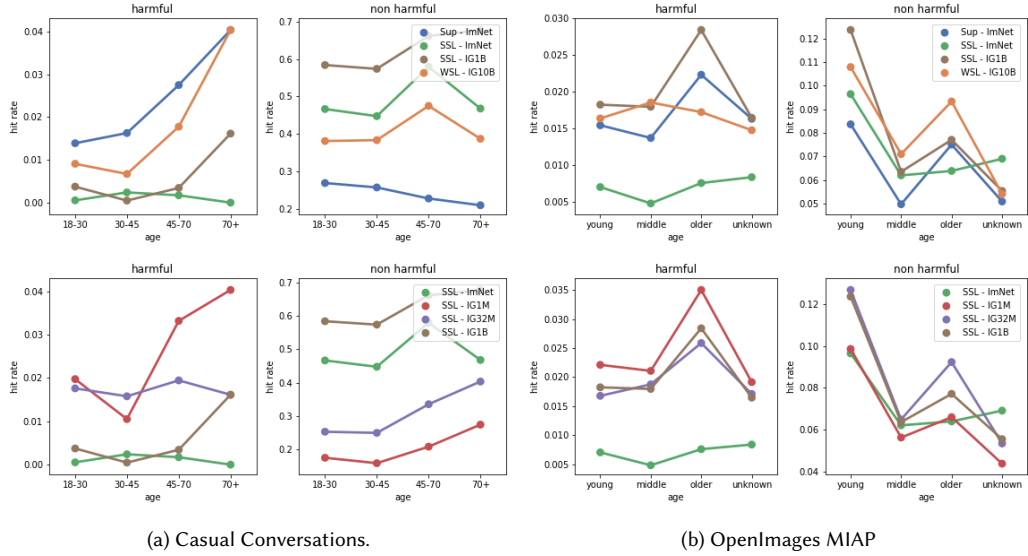 harmful
hit rate
0.04
0.03
0.02
0.01
0.00
18-30 30-45 45-70 70+
age
non harmful
hit rate
0.7
0.6
0.5
0.4
0.3
0.2
18-30 30-45 45-70 70+
age
Sup - ImNet
SSL - ImNet
SSL - IG1B
WSL - IG10B
harmful
hit rate
0.030
0.025
0.020
0.015
0.010
0.005
young middle older unknown
age
non harmful
hit rate
0.12
0.11
0.10
0.09
0.08
0.07
0.06
0.05
young middle older unknown
age
Sup - ImNet
SSL - ImNet
SSL - IG1B
WSL - IG10B
harmful
hit rate
0.04
0.03
0.02
0.01
0.00
18-30 30-45 45-70 70+
age
non harmful
hit rate
0.7
0.6
0.5
0.4
0.3
0.2
18-30 30-45 45-70 70+
age
SSL - ImNet
SSL - IG1M
SSL - IG32M
SSL - IG1B
harmful
hit rate
0.035
0.030
0.025
0.020
0.015
0.010
0.005
young middle older unknown
age
non harmful
hit rate
0.12
0.10
0.08
0.06
0.04
young middle older unknown
age
SSL - ImNet
SSL - IG1M
SSL - IG32M
SSL - IG1B
(a) Casual Conversations.
(b) OpenImages MIAP